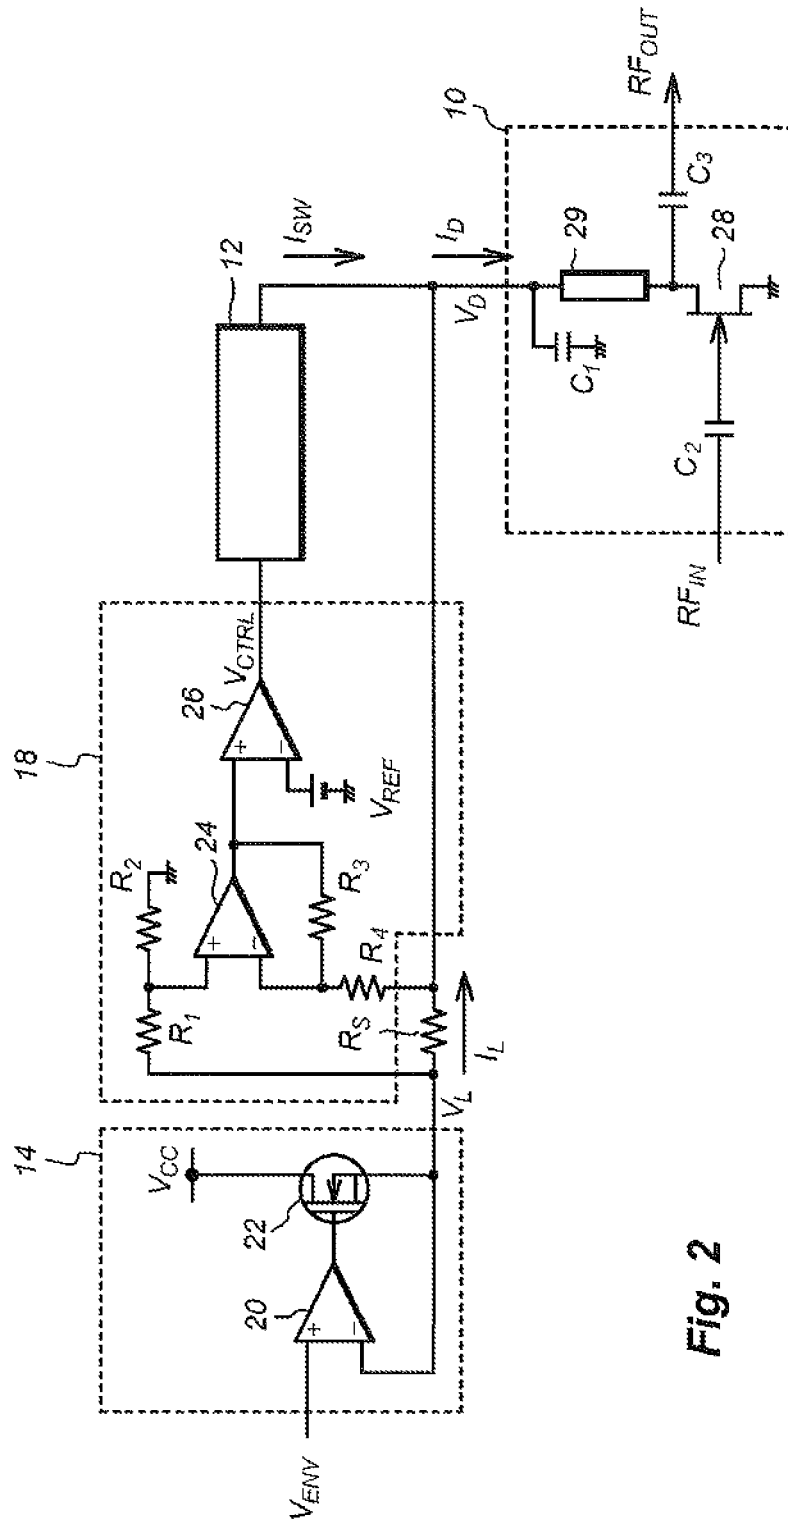 14
V_CC
22
20
V_ENV
V_L
I_L
18
R_1
R_2
R_S
R_4
R_3
24
26
V_REF
V_CTRL
12
I_SW
I_D
V_D
10
29
C_1
C_2
C_3
28
RF_IN
RF_OUT
+
−
+
−
+
−
Fig. 2